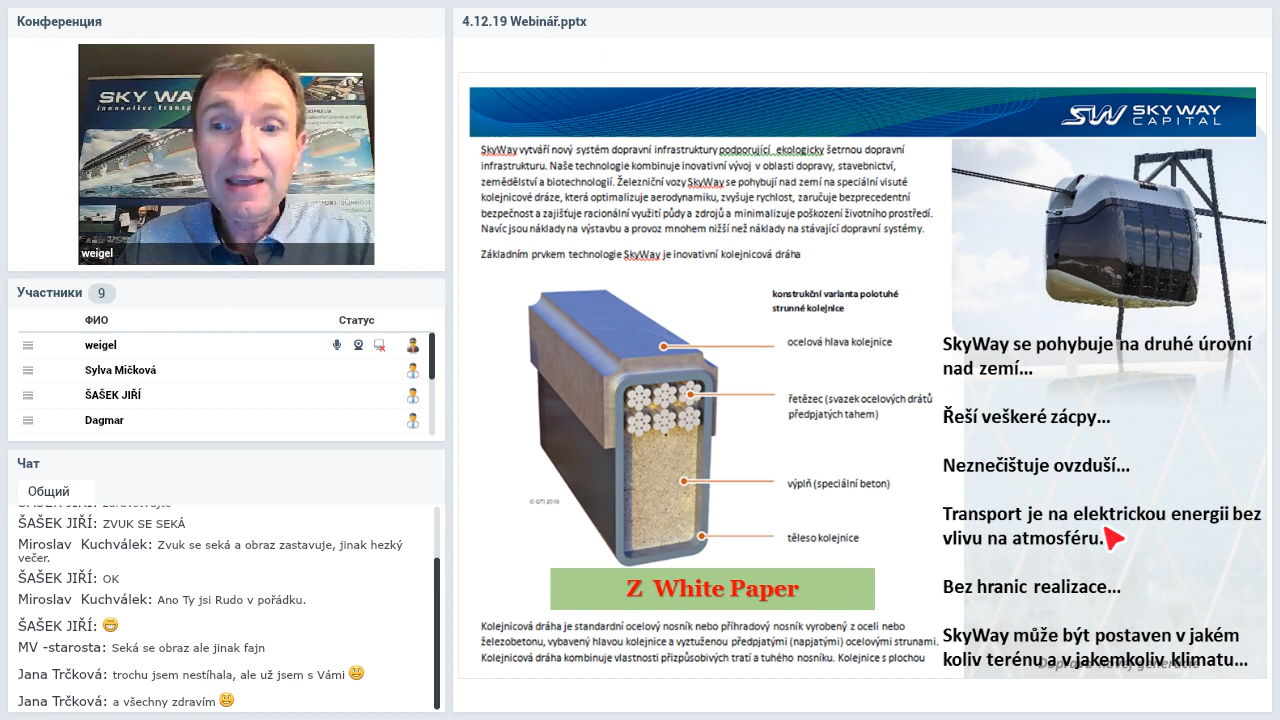 Конференция
SKY WA
weigel
Участники 9
ФИО Статус
weigel
Sylva Mičková
ŠAŠEK JIŘÍ
Dagmar
Чат
Общий
ŠAŠEK JIŘÍ: ZVUK SE SEKÁ
Miroslav Kuchválek: Zvuk se seká a obraz zastavuje, jinak hezký
večer.
ŠAŠEK JIŘÍ: OK
Miroslav Kuchválek: Ano Ty jsi Rudo v pořádku.
ŠAŠEK JIŘÍ:
MV -starosta: Seká se obraz ale jinak fajn
Jana Trčková: trochu jsem nestíhala, ale už jsem s Vámi
Jana Trčková: a všechny zdravím
4.12.19 Webinář.pptx
SW SKY WAY
CAPITAL
SkyWay vytváří nový systém dopravní infrastruktury podporující ekologicky šetrnou dopravní
infrastrukturu. Naše technologie kombinuje inovativní vývoj v oblasti dopravy, stavebnictví,
zemědělství a biotechnologií. Železniční vozy SkyWay se pohybují nad zemí na speciální visuté
kolejnicové dráze, která optimalizuje aerodynamiku, zvyšuje rychlost, zaručuje bezprecedentní
bezpečnost a zajišťuje racionální využití půdy a zdrojů a minimalizuje poškození životního prostředí.
Navíc jsou náklady na výstavbu a provoz mnohem nižší než náklady na stávající dopravní systémy.
Základním prvkem technologie SkyWay je inovativní kolejnicová dráha
konstrukční varianta polotuhé
strunné kolejnice
ocelová hlava kolejnice
řetězec (svazek ocelových drátů
předpjatých tahem)
výplň (speciální beton)
těleso kolejnice
© GTI 2019
Z White Paper
Kolejnicová dráha je standardní ocelový nosník nebo příhradový nosník vyrobený z oceli nebo
železobetonu, vybavený hlavou kolejnice a vyztuženou předpjatými (napjatými) ocelovými strunami.
Kolejnicová dráha kombinuje vlastnosti přizpůsobivých tratí a tuhého nosníku. Kolejnice s plochou
SkyWay se pohybuje na druhé úrovní
nad zemí...
Řeší veškeré zácpy...
Neznečištuje ovzduší...
Transport je na elektrickou energii bez
vlivu na atmosféru.
Bez hranic realizace...
SkyWay může být postaven v jakém
koliv terénu a v jakemkoliv klimatu...